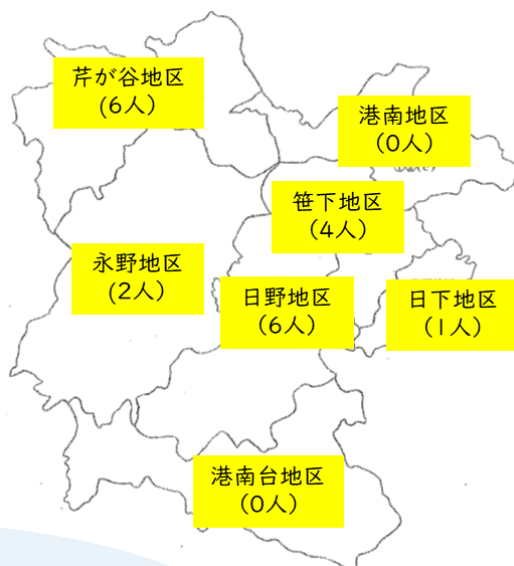 芹が谷地区
(6人)
港南地区
(0人)
笹下地区
(4人)
永野地区
(2人)
日野地区
(6人)
日下地区
(1人)
港南台地区
(0人)